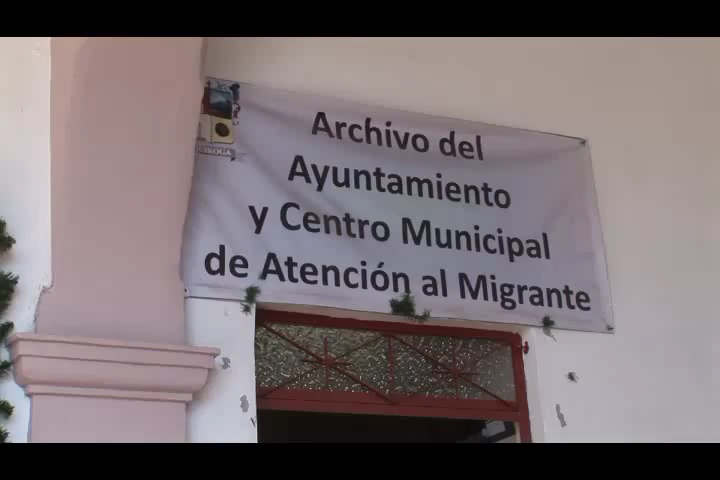 Archivo del
Ayuntamiento
y Centro Municipal
de Atención al Migrante